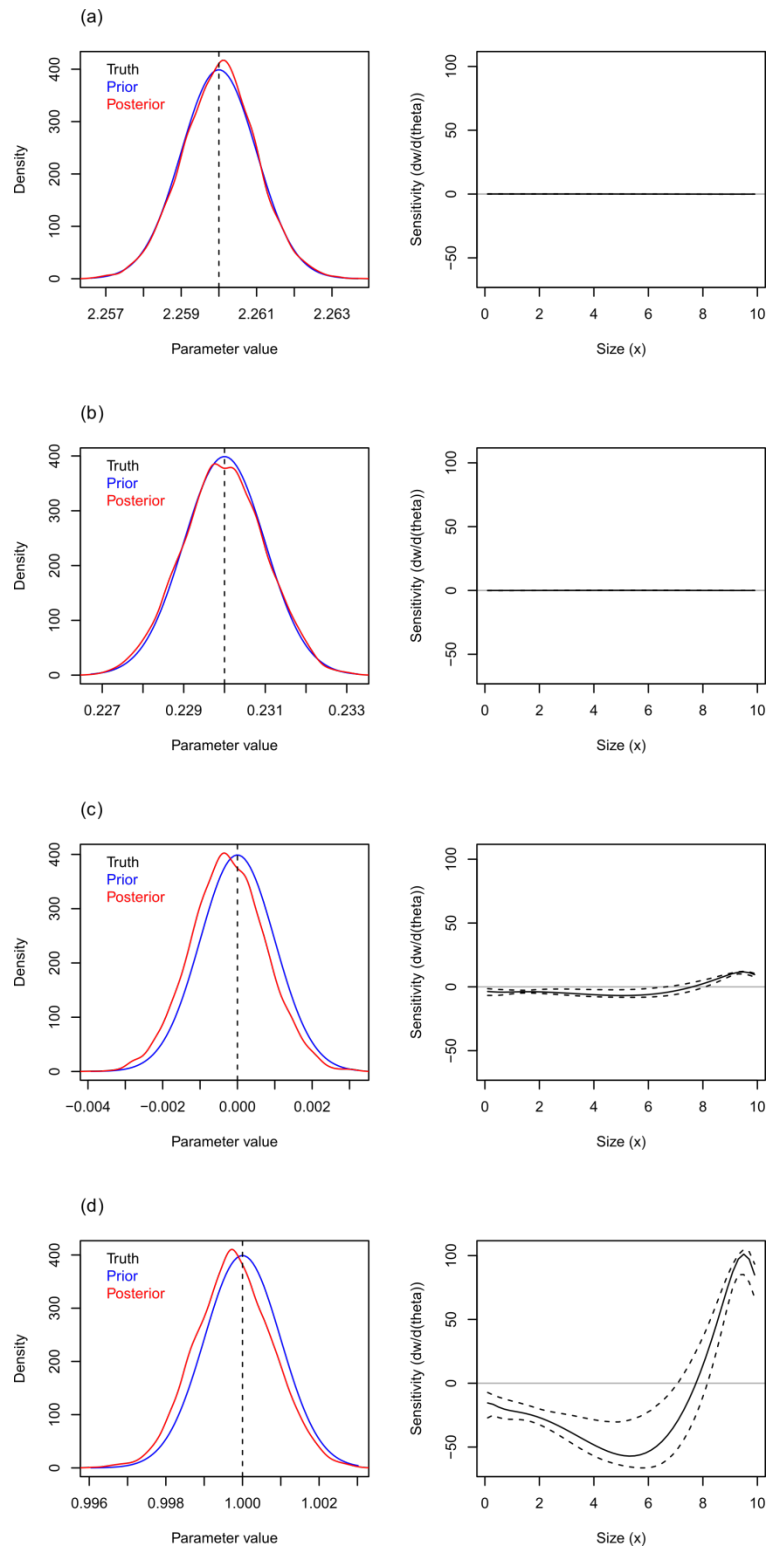 (a)
Truth
Prior
Posterior
Density
0 100 200 300 400
2.257 2.259 2.261 2.263
Parameter value
Sensitivity (dw/d(theta))
−50 0 50 100
0 2 4 6 8 10
Size (x)
(b)
Truth
Prior
Posterior
Density
0 100 200 300 400
0.227 0.229 0.231 0.233
Parameter value
Sensitivity (dw/d(theta))
−50 0 50 100
0 2 4 6 8 10
Size (x)
(c)
Truth
Prior
Posterior
Density
0 100 200 300 400
−0.004 −0.002 0.000 0.002
Parameter value
Sensitivity (dw/d(theta))
−50 0 50 100
0 2 4 6 8 10
Size (x)
(d)
Truth
Prior
Posterior
Density
0 100 200 300 400
0.996 0.998 1.000 1.002
Parameter value
Sensitivity (dw/d(theta))
−50 0 50 100
0 2 4 6 8 10
Size (x)